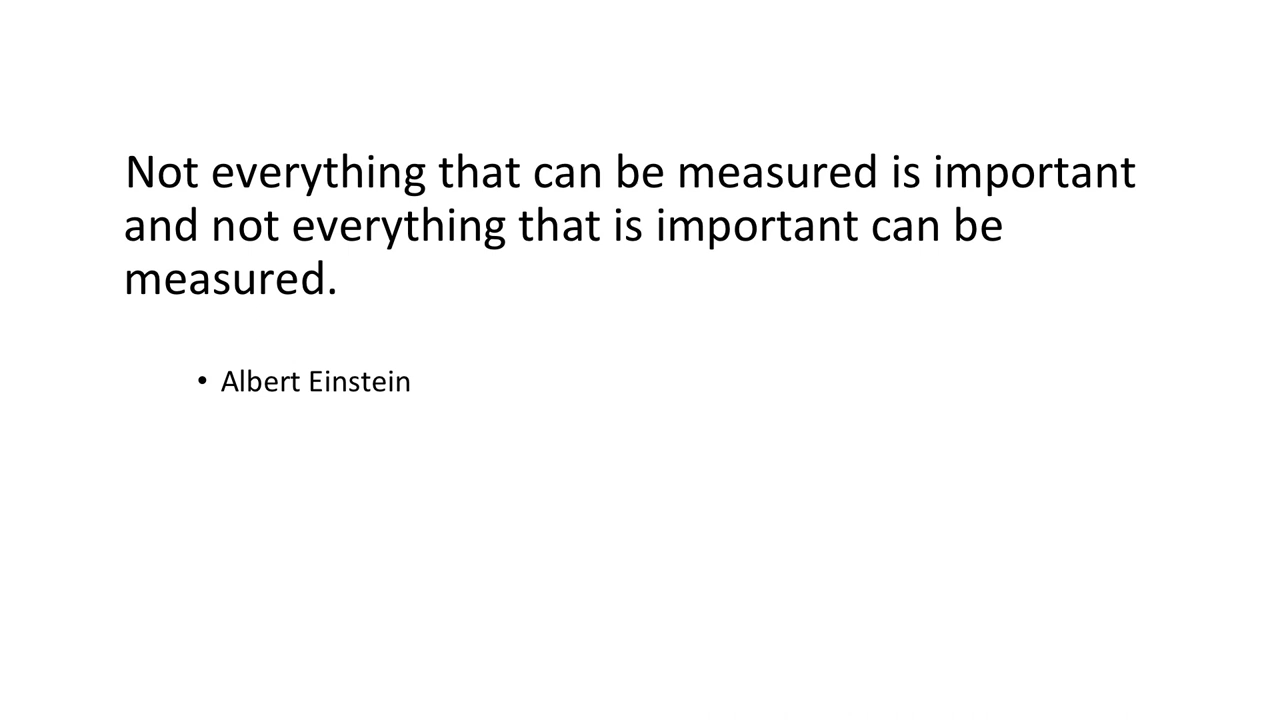 Not everything that can be measured is important
and not everything that is important can be
measured.
• Albert Einstein